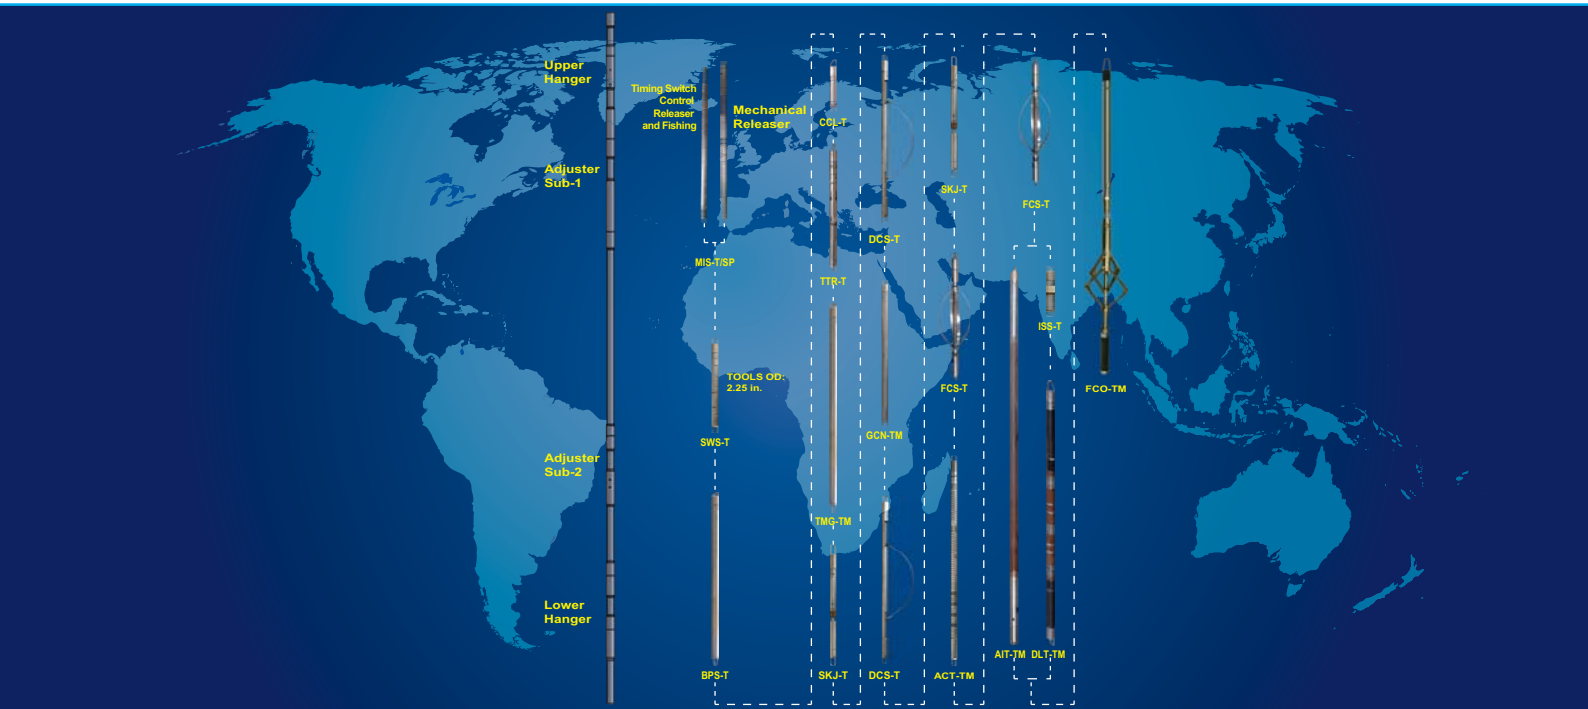 Upper
Hanger
Adjuster
Sub-1
Adjuster
Sub-2
Lower
Hanger
Timing Switch
Control
Releaser
and Fishing
Mechanical
Releaser
MIS-T/SP
TOOLS OD:
2.25 in.
SWS-T
BPS-T
CCL-T
TTR-T
TMG-TM
SKJ-T
DCS-T
GCN-TM
DCS-T
SKJ-T
FCS-T
ACT-TM
FCS-T
ISS-T
AIT-TM DLT-TM
FCO-TM